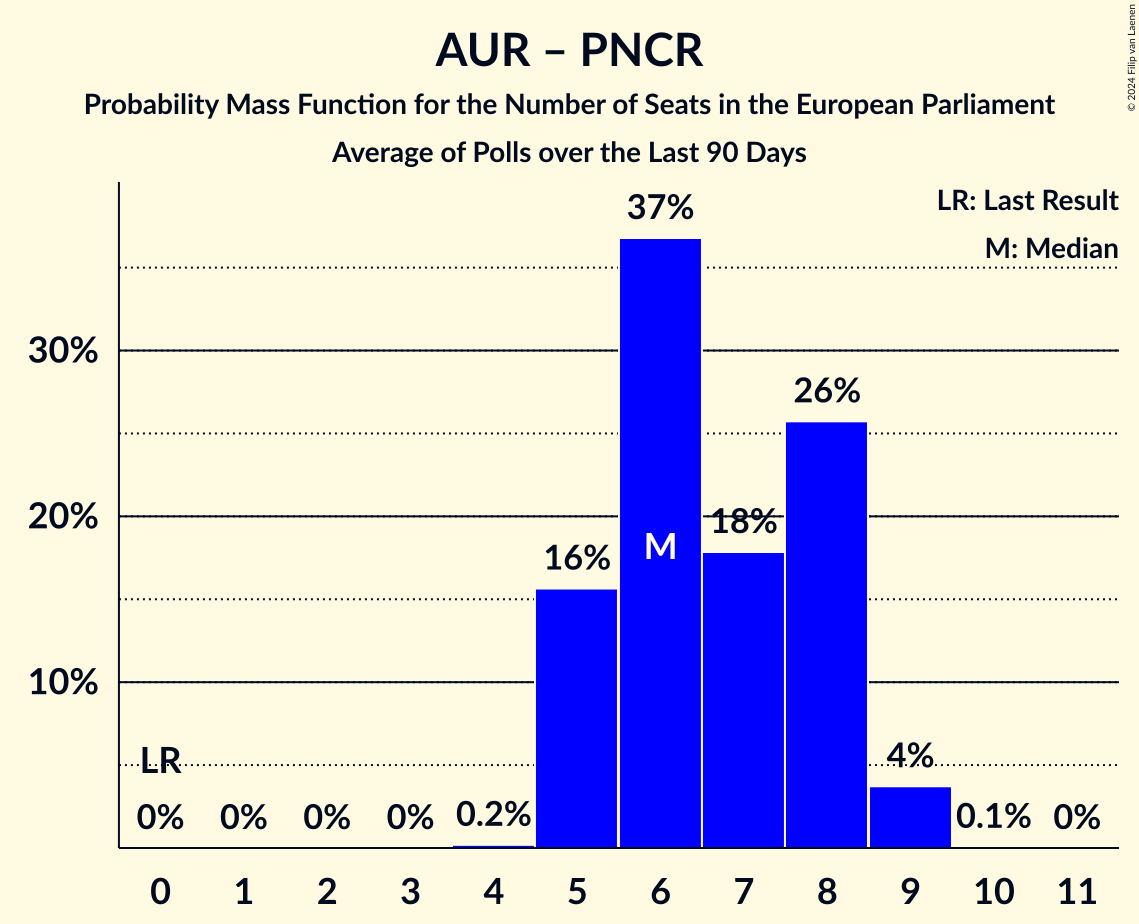 AUR – PNCR
Probability Mass Function for the Number of Seats in the European Parliament
Average of Polls over the Last 90 Days
© 2024 Filip van Laenen
LR: Last Result
M: Median
37%
30%
26%
20%
18%
M
16%
10%
LR
4%
0% 0% 0% 0% 0.2% 0.1% 0%
0 1 2 3 4 5 6 7 8 9 10 11